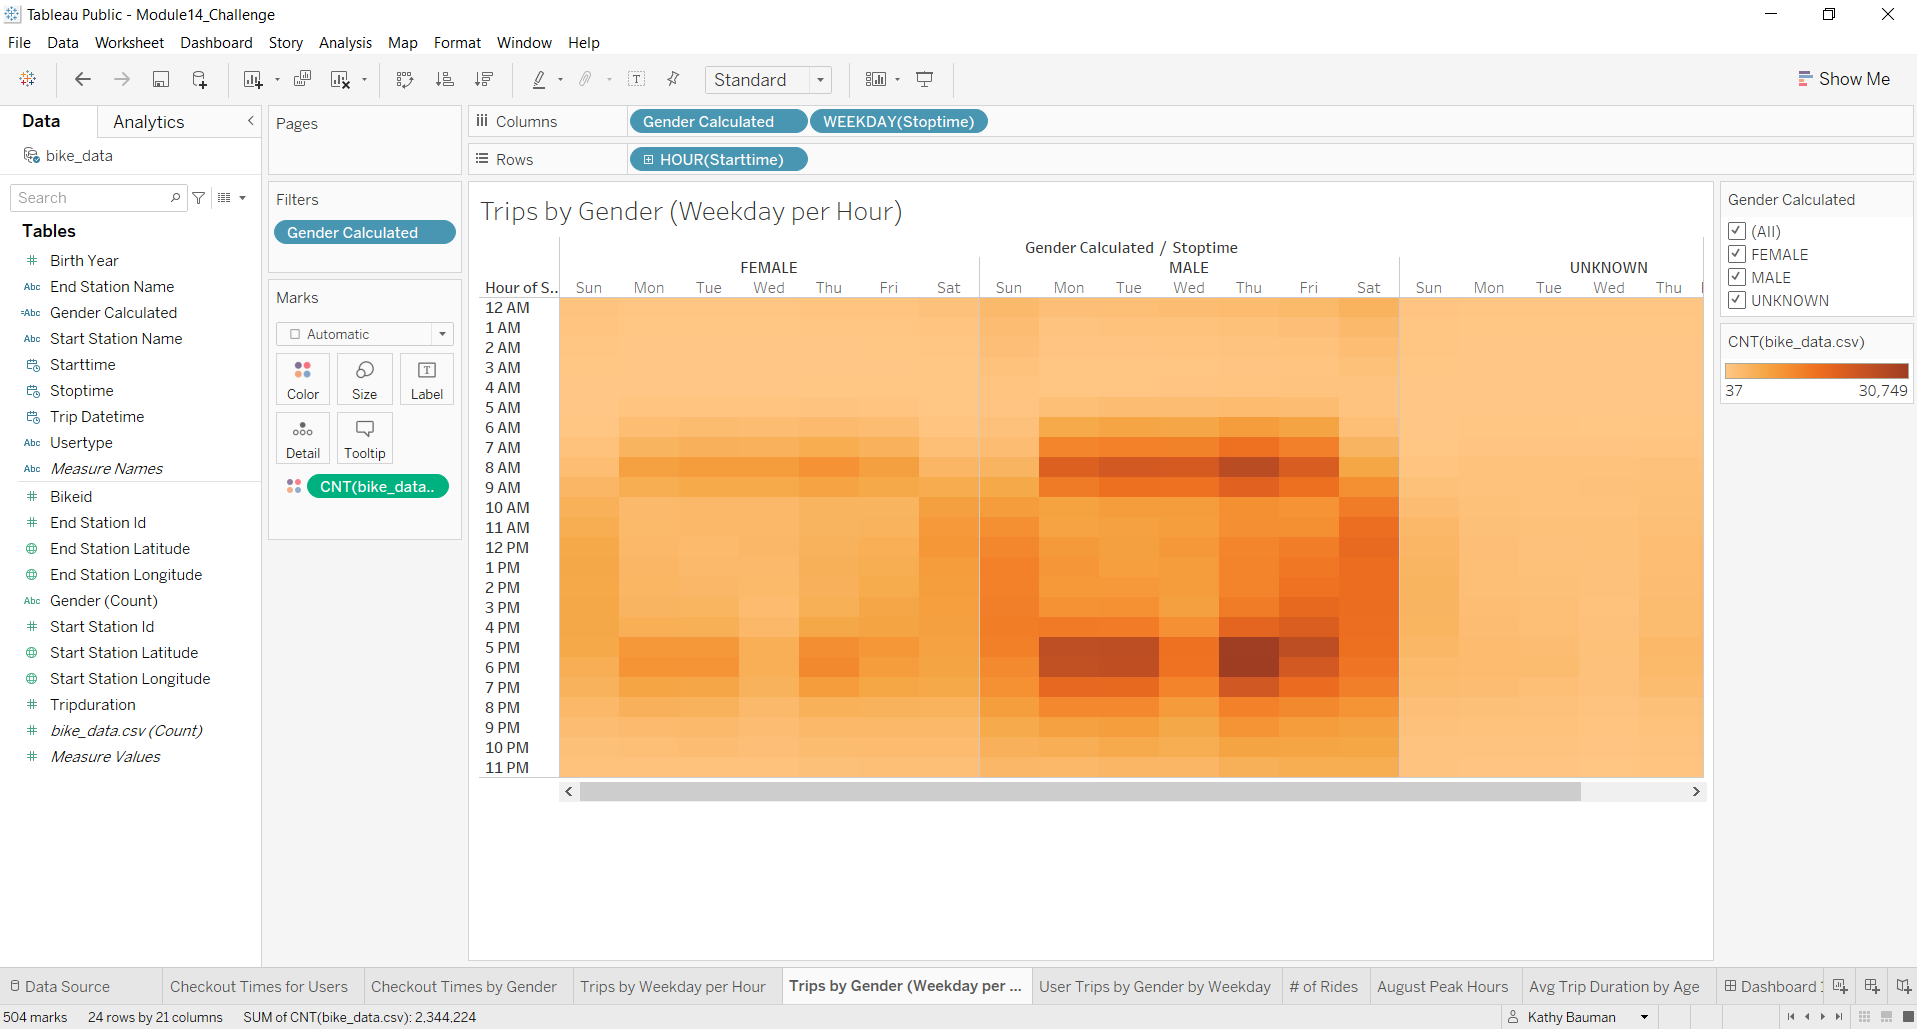 Tableau Public - Module14_Challenge
File Data Worksheet Dashboard Story Analysis Map Format Window Help
Standard
Show Me
Data Analytics
bike_data
Search
Tables
Birth Year
Abc End Station Name
=Abc Gender Calculated
Abc Start Station Name
Starttime
Stoptime
Trip Datetime
Abc Usertype
Abc Measure Names
Bikeid
End Station Id
End Station Latitude
End Station Longitude
Abc Gender (Count)
Start Station Id
Start Station Latitude
Start Station Longitude
Tripduration
bike_data.csv (Count)
Measure Values
Pages
Filters
Gender Calculated
Marks
Automatic
Color Size Label
Detail Tooltip
CNT(bike_data..
Columns Gender Calculated WEEKDAY(Stoptime)
Rows HOUR(Starttime)
Trips by Gender (Weekday per Hour)
Gender Calculated / Stoptime
FEMALE MALE UNKNOWN
Hour of S.. Sun Mon Tue Wed Thu Fri Sat Sun Mon Tue Wed Thu Fri Sat Sun Mon Tue Wed Thu
12 AM
1 AM
2 AM
3 AM
4 AM
5 AM
6 AM
7 AM
8 AM
9 AM
10 AM
11 AM
12 PM
1 PM
2 PM
3 PM
4 PM
5 PM
6 PM
7 PM
8 PM
9 PM
10 PM
11 PM
Gender Calculated
(All)
FEMALE
MALE
UNKNOWN
CNT(bike_data.csv)
37 30,749
Data Source Checkout Times for Users Checkout Times by Gender Trips by Weekday per Hour Trips by Gender (Weekday per ... User Trips by Gender by Weekday # of Rides August Peak Hours Avg Trip Duration by Age Dashboard
504 marks 24 rows by 21 columns SUM of CNT(bike_data.csv): 2,344,224 Kathy Bauman